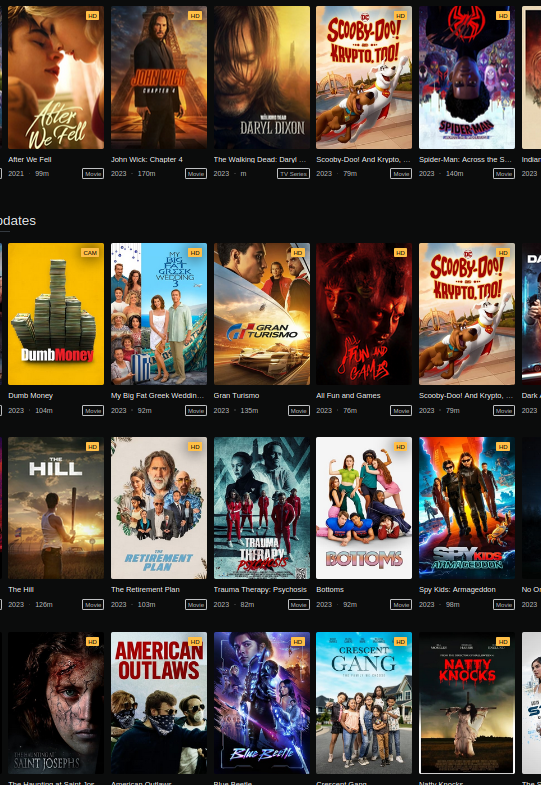 HD
HD
HD
HD
After
We Fell
JOHN WICK
CHAPTER 4
THE WALKING DEAD
DARYL DIXON
DC
SCOOBY-DOO!
AND
KRYPTO, TOO!
SPIDER-MAN
After We Fell
John Wick: Chapter 4
The Walking Dead: Daryl ...
Scooby-Doo! And Krypto, ...
Spider-Man: Across the S...
Indian
2021 · 99m Movie
2023 · 170m Movie
2023 · m TV Series
2023 · 79m Movie
2023 · 140m Movie
2023
pdates
CAM
HD
HD
HD
HD
DumbMoney
MY
BIG
FAT
GREEK
WEDDING
3
GRAN
TURISMO
ALL
FUN AND
GAMES
DC
SCOOBY-DOO!
AND
KRYPTO, TOO!
DA
Dumb Money
My Big Fat Greek Weddin...
Gran Turismo
All Fun and Games
Scooby-Doo! And Krypto, ...
Dark A
2023 · 104m Movie
2023 · 92m Movie
2023 · 135m Movie
2023 · 76m Movie
2023 · 79m Movie
2023
HD
HD
HD
HD
HD
THE
HILL
THE
RETIREMENT
PLAN
TRAUMA
THERAPY
PSYCHOSIS
BOTTOMS
SPY KIDS
ARMAGEDDON
The Hill
The Retirement Plan
Trauma Therapy: Psychosis
Bottoms
Spy Kids: Armageddon
No On
2023 · 126m Movie
2023 · 103m Movie
2023 · 82m Movie
2023 · 92m Movie
2023 · 98m Movie
2023
HD
HD
HD
HD
HD
THE HAUNTING OF
SAINT JOSEPHS
AMERICAN
OUTLAWS
Blue Beetle
CRESCENT
GANG
NATTY
KNOCKS
The Haunting at Saint Jos...
American Outlaws
Blue Beetle
Crescent Gang
Natty Knocks
The S